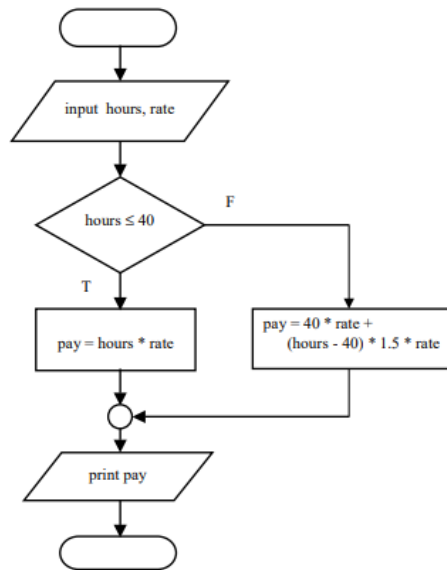 input hours, rate
hours ≤ 40
F
T
pay = hours * rate
pay = 40 * rate +
(hours - 40) * 1.5 * rate
print pay